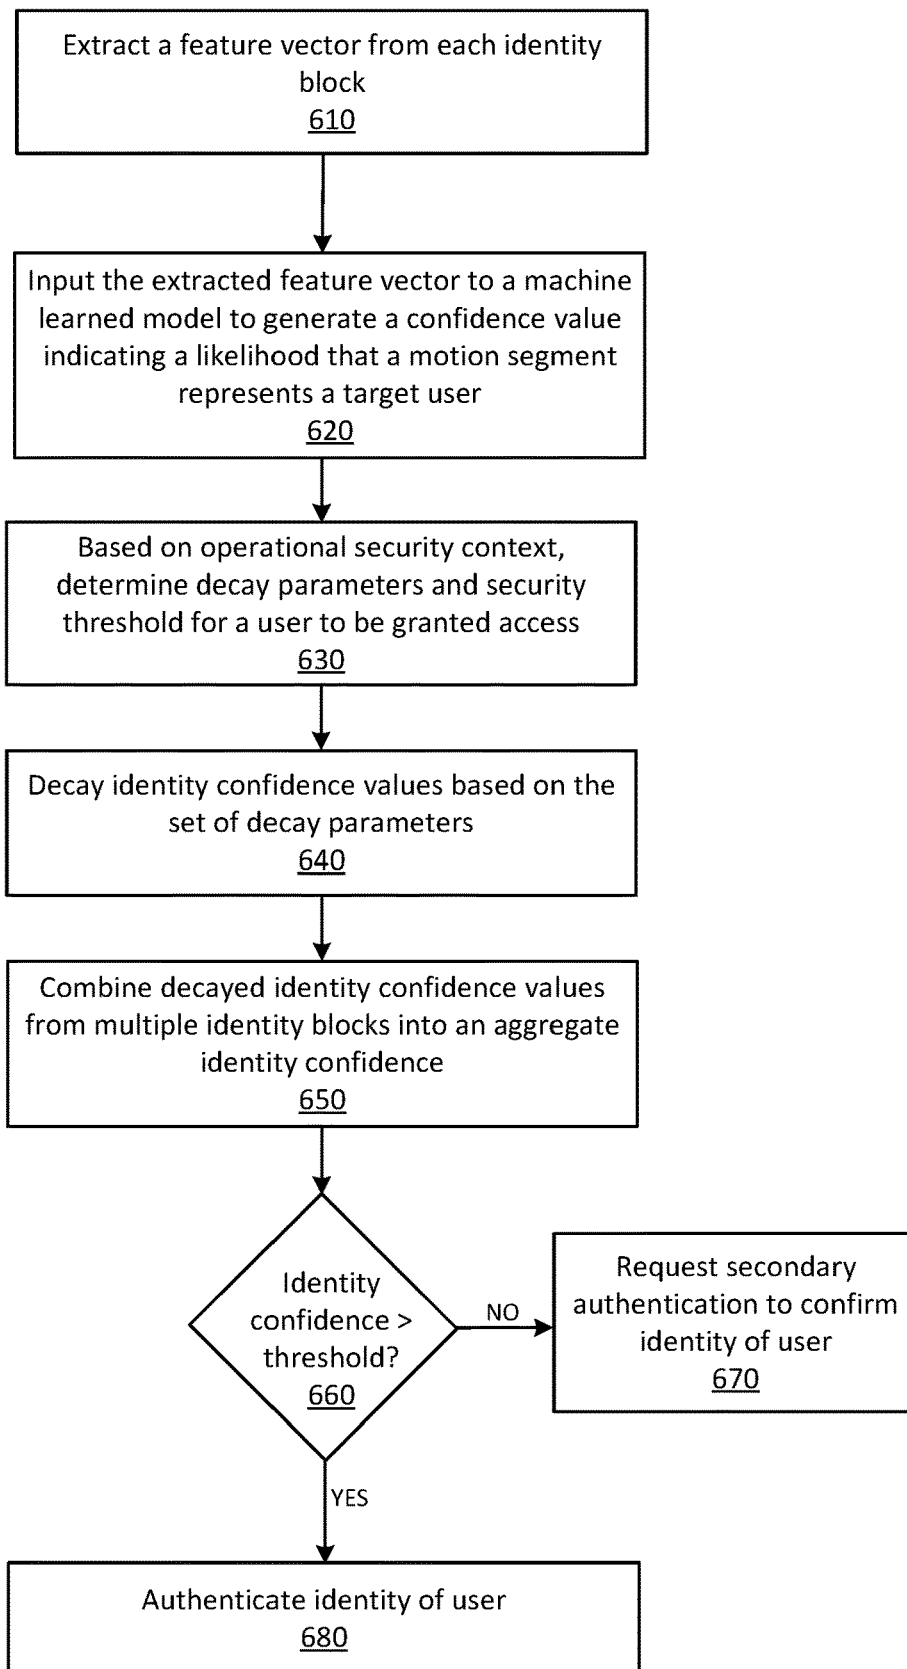 Extract a feature vector from each identity
block
610
Input the extracted feature vector to a machine
learned model to generate a confidence value
indicating a likelihood that a motion segment
represents a target user
620
Based on operational security context,
determine decay parameters and security
threshold for a user to be granted access
630
Decay identity confidence values based on the
set of decay parameters
640
Combine decayed identity confidence values
from multiple identity blocks into an aggregate
identity confidence
650
Identity
confidence >
threshold?
660
NO
Request secondary
authentication to confirm
identity of user
670
YES
Authenticate identity of user
680